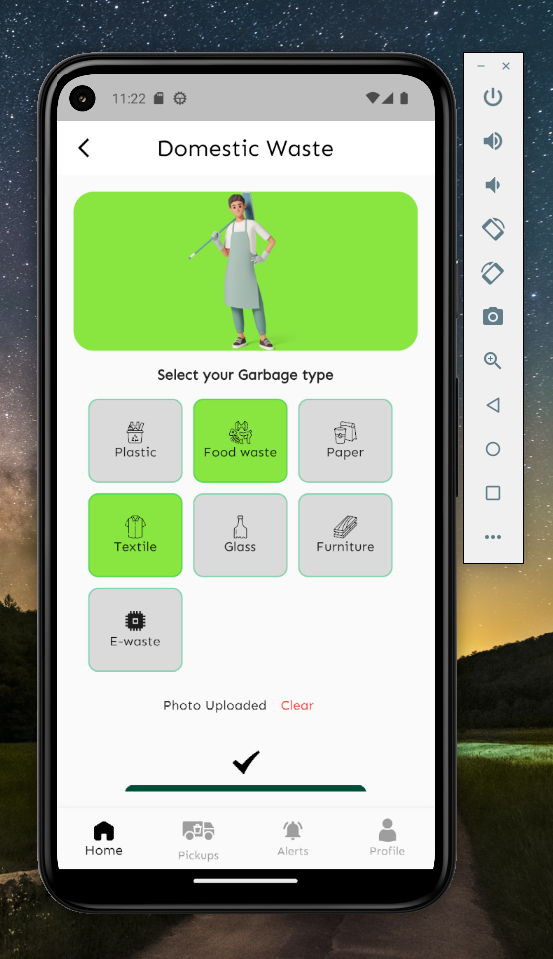 11:22
Domestic Waste
Select your Garbage type
Plastic
Food waste
Paper
Textile
Glass
Furniture
E-waste
Photo Uploaded Clear
Home
Pickups
Alerts
Profile